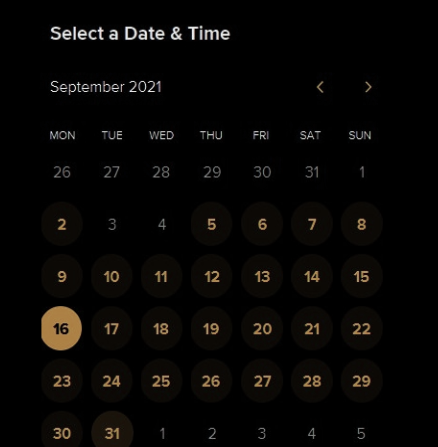 Select a Date & Time
September 2021
MON TUE WED THU FRI SAT SUN
26 27 28 29 30 31 1
2 3 4 5 6 7 8
9 10 11 12 13 14 15
16 17 18 19 20 21 22
23 24 25 26 27 28 29
30 31 1 2 3 4 5